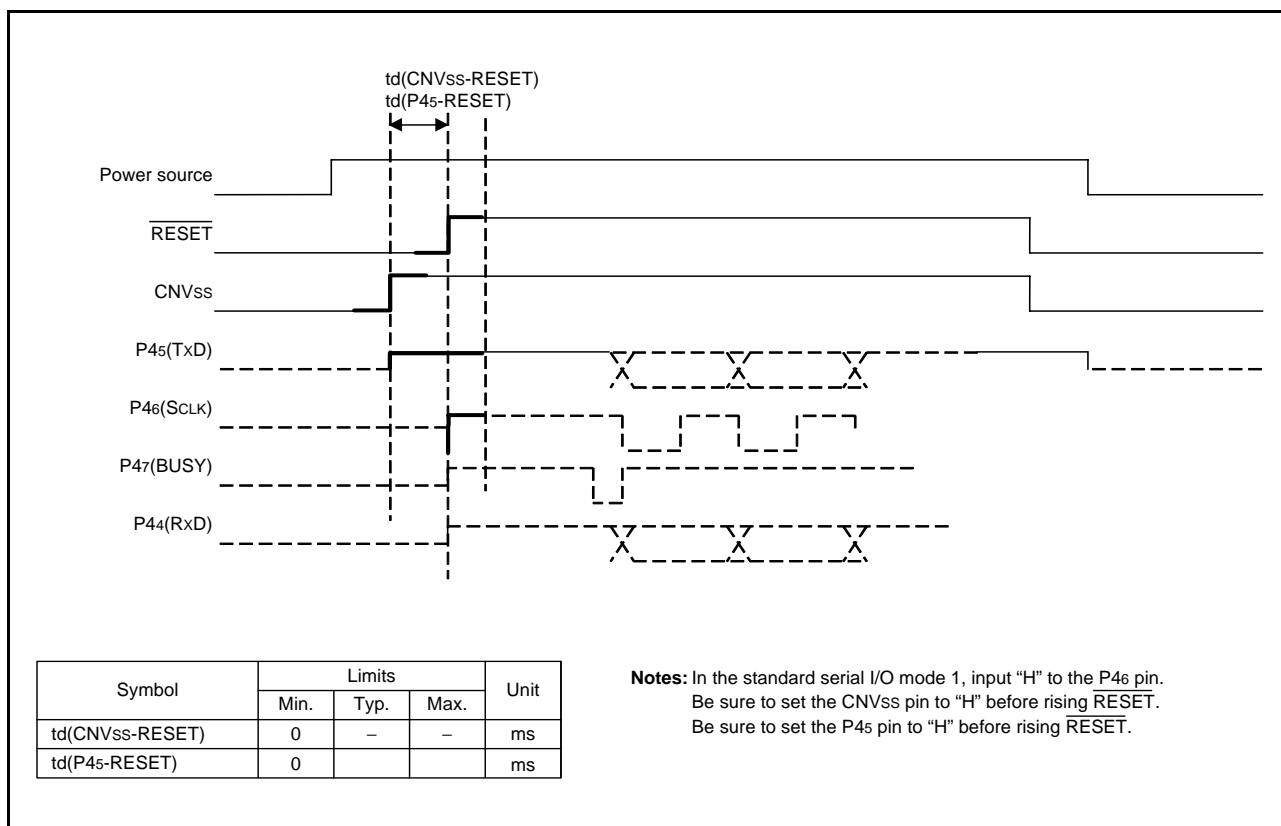 td(CNVss-RESET)
td(P45-RESET)
Power source
RESET
CNVss
P45(TxD)
P46(SCLK)
P47(BUSY)
P44(RxD)
Symbol Limits Unit
Min. Typ. Max.
td(CNVss-RESET) 0 – – ms
td(P45-RESET) 0 ms
Notes: In the standard serial I/O mode 1, input “H” to the P46 pin.
Be sure to set the CNVss pin to “H” before rising RESET.
Be sure to set the P45 pin to “H” before rising RESET.